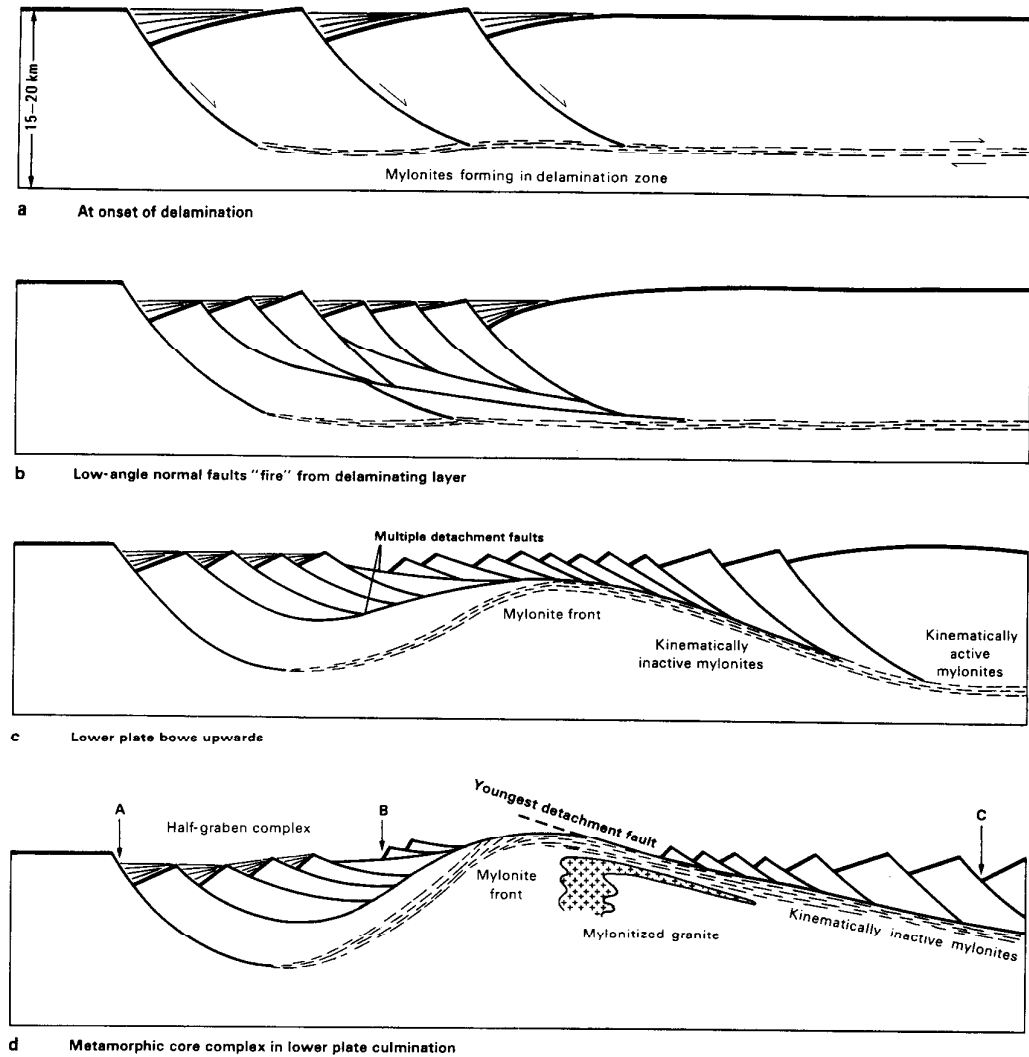 15–20 km
Mylonites forming in delamination zone
a At onset of delamination
b Low-angle normal faults "fire" from delaminating layer
Multiple detachment faults
Mylonite front
Kinematically
inactive mylonites
Kinematically
active
mylonites
c Lower plate bows upwards
A
Half-graben complex
B
Youngest detachment fault
C
Mylonite
front
Mylonitized granite
Kinematically inactive mylonites
d Metamorphic core complex in lower plate culmination